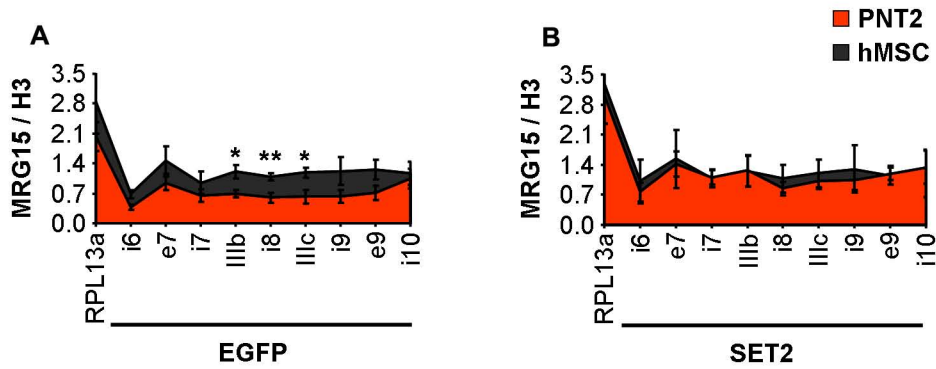 PNT2
hMSC
A
MRG15 / H3
3.5
2.8
2.1
1.4
0.7
0.0
* ** *
RPL13a i6 e7 i7 IIIb i8 IIIc i9 e9 i10
EGFP
B
MRG15 / H3
3.5
2.8
2.1
1.4
0.7
0.0
RPL13a i6 e7 i7 IIIb i8 IIIc i9 e9 i10
SET2